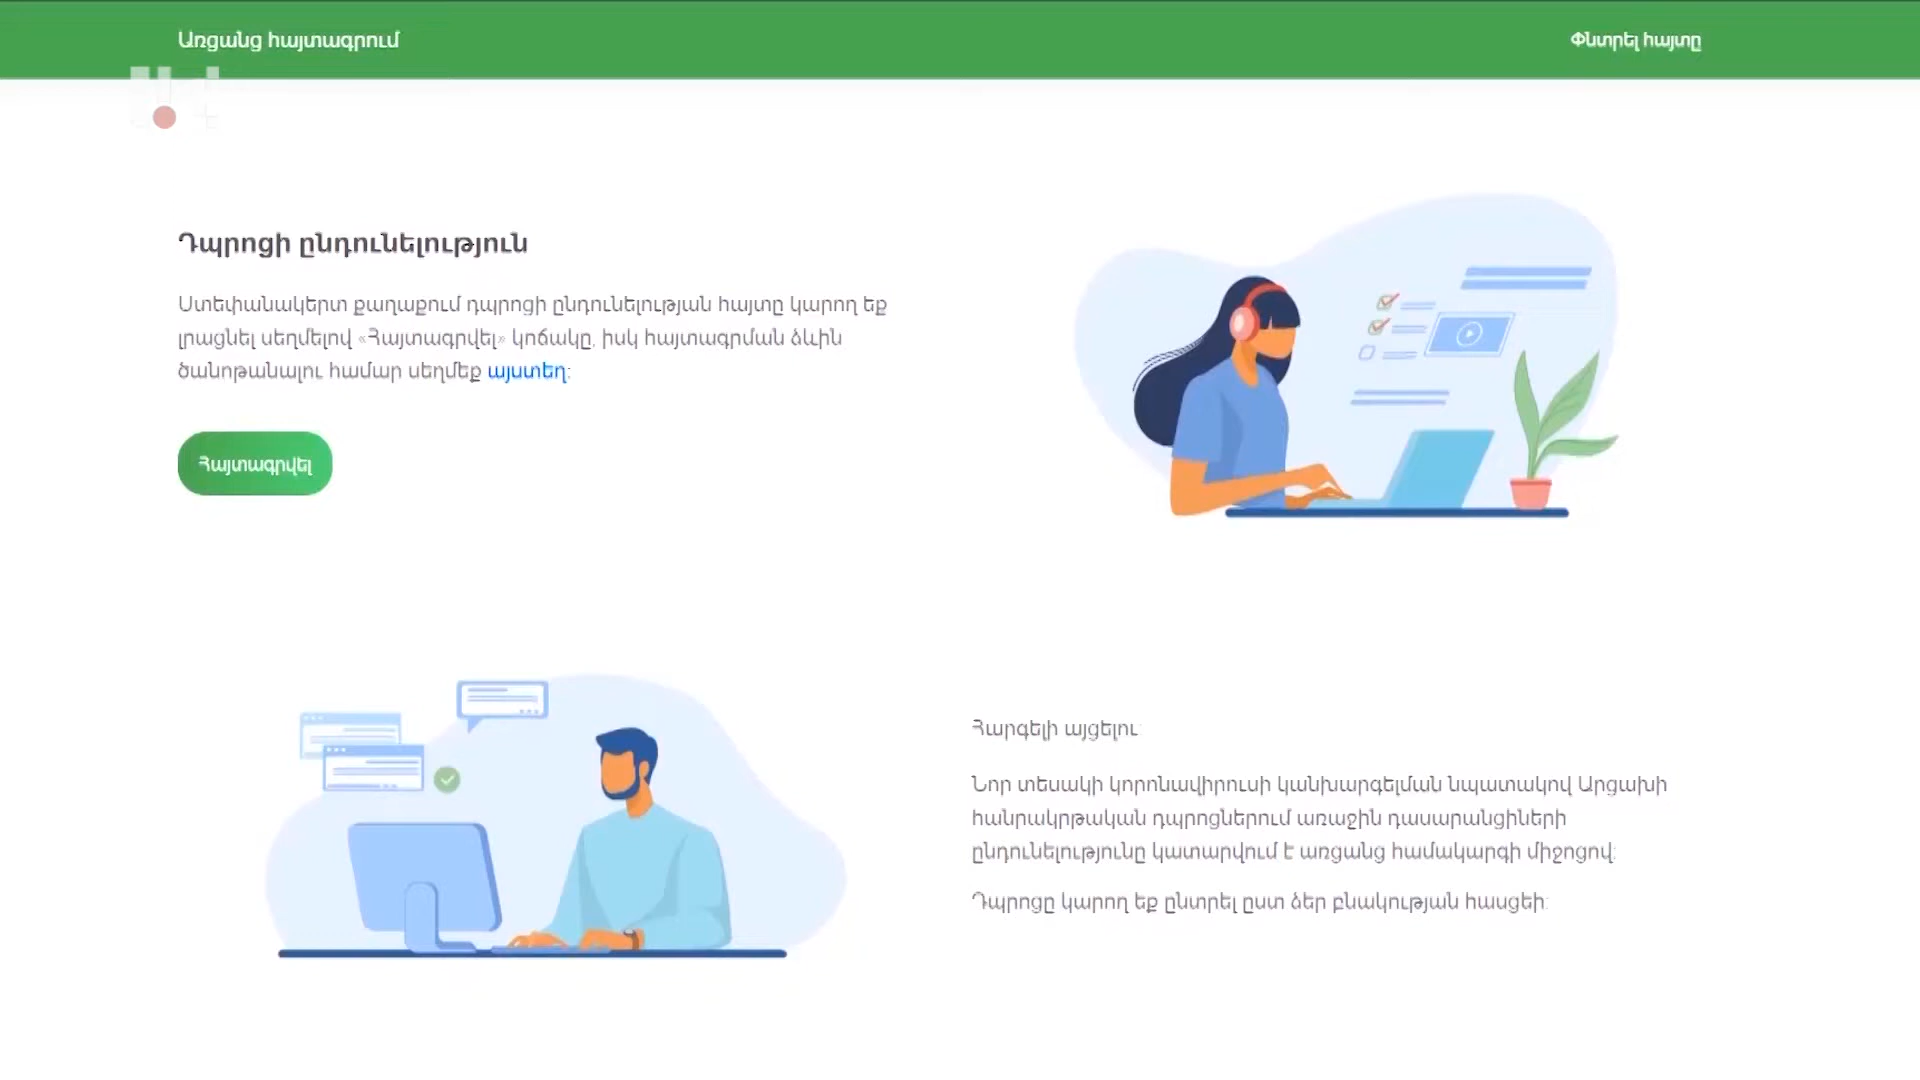 Առցանց հայտագրում
Փնտրել հայտը
Դպրոցի ընդունելություն
Ստեփանակերտ քաղաքում դպրոցի ընդունելության հայտը կարող եք
լրացնել սեղմելով «Հայտագրվել» կոճակը, իսկ հայտագրման ձևին
ծանոթանալու համար սեղմեք այստեղ:
Հայտագրվել
Հարգելի այցելու
Նոր տեսակի կորոնավիրուսի կանխարգելման նպատակով Արցախի
հանրակրթական դպրոցներում առաջին դասարանցիների
ընդունելությունը կատարվում է առցանց համակարգի միջոցով:
Դպրոցը կարող եք ընտրել ըստ ձեր բնակության հասցեի: